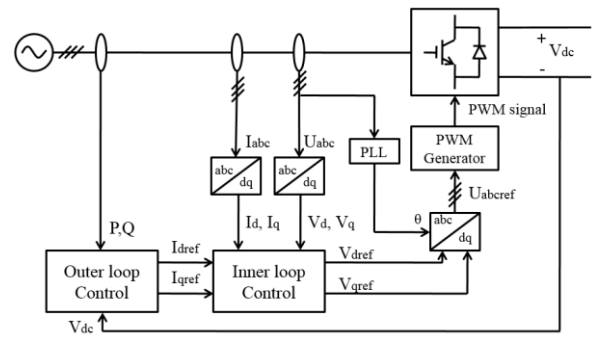 +
Vdc
-
PWM signal
Iabc
Uabc
PLL
PWM
Generator
abc
dq
abc
dq
Uabcref
Id, Iq
Vd, Vq
θ
abc
dq
P,Q
Idref
Vdref
Outer loop
Control
Iqref
Inner loop
Control
Vqref
Vdc